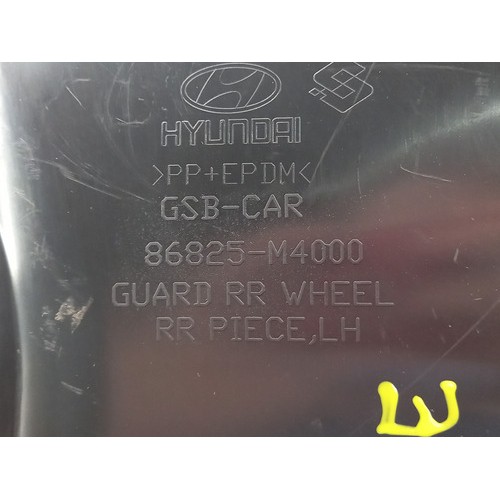 HYUNDAI
>PP+EPDM<
GSB-CAR
86825-M4000
GUARD RR WHEEL
RR PIECE,LH